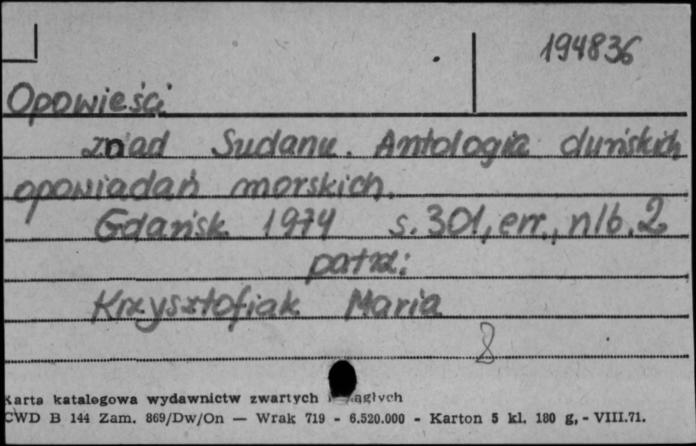 194836
Opowieści
znad Sudanu. Antologia duńskich
opowiadań morskich.
Gdańsk 1974 s. 301, err., nlb. 2
patrz:
Krzysztofiak Maria
8
Karta katalogowa wydawnictw zwartych i ciągłych
CWD B 144 Zam. 869/Dw/On — Wrak 719 - 6.520.000 - Karton 5 kl. 180 g, - VIII.71.